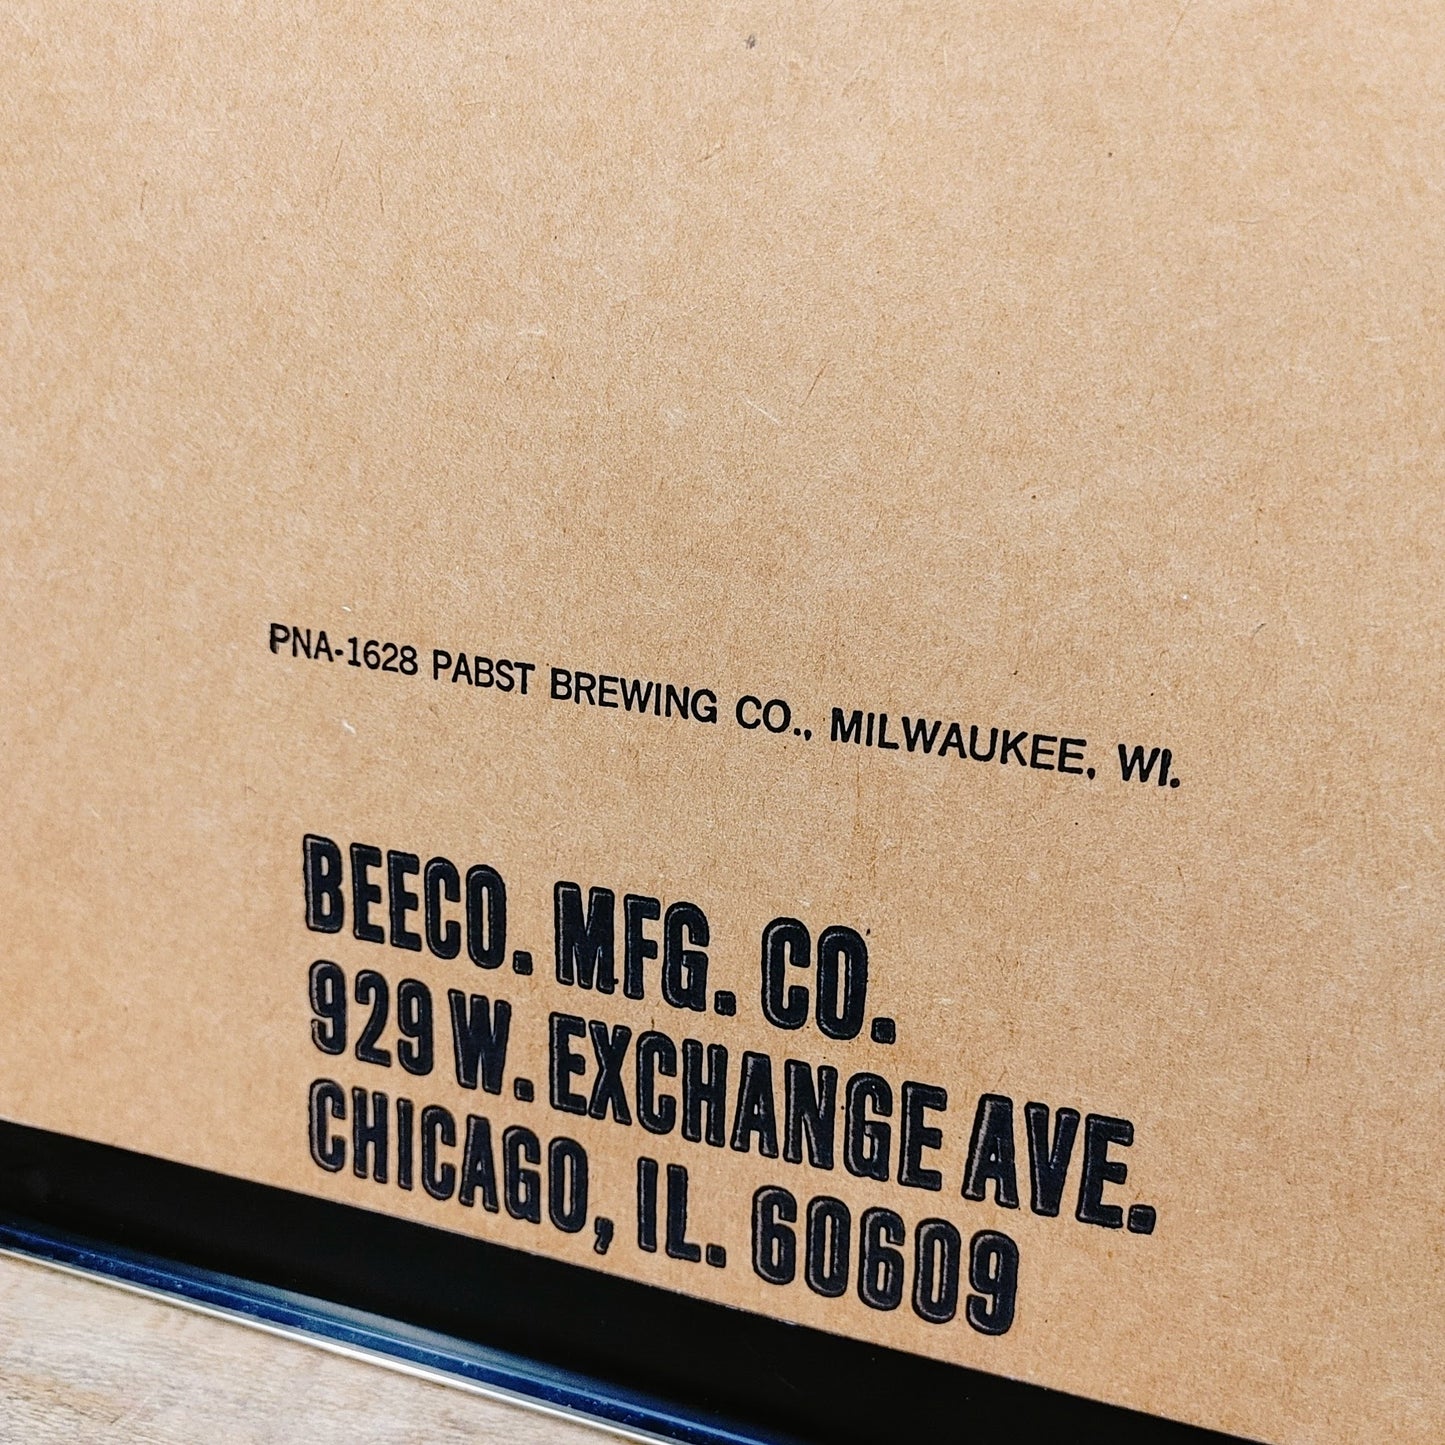 PNA-1628 PABST BREWING CO., MILWAUKEE, WI.
BEECO. MFG. CO.
929 W. EXCHANGE AVE.
CHICAGO, IL. 60609